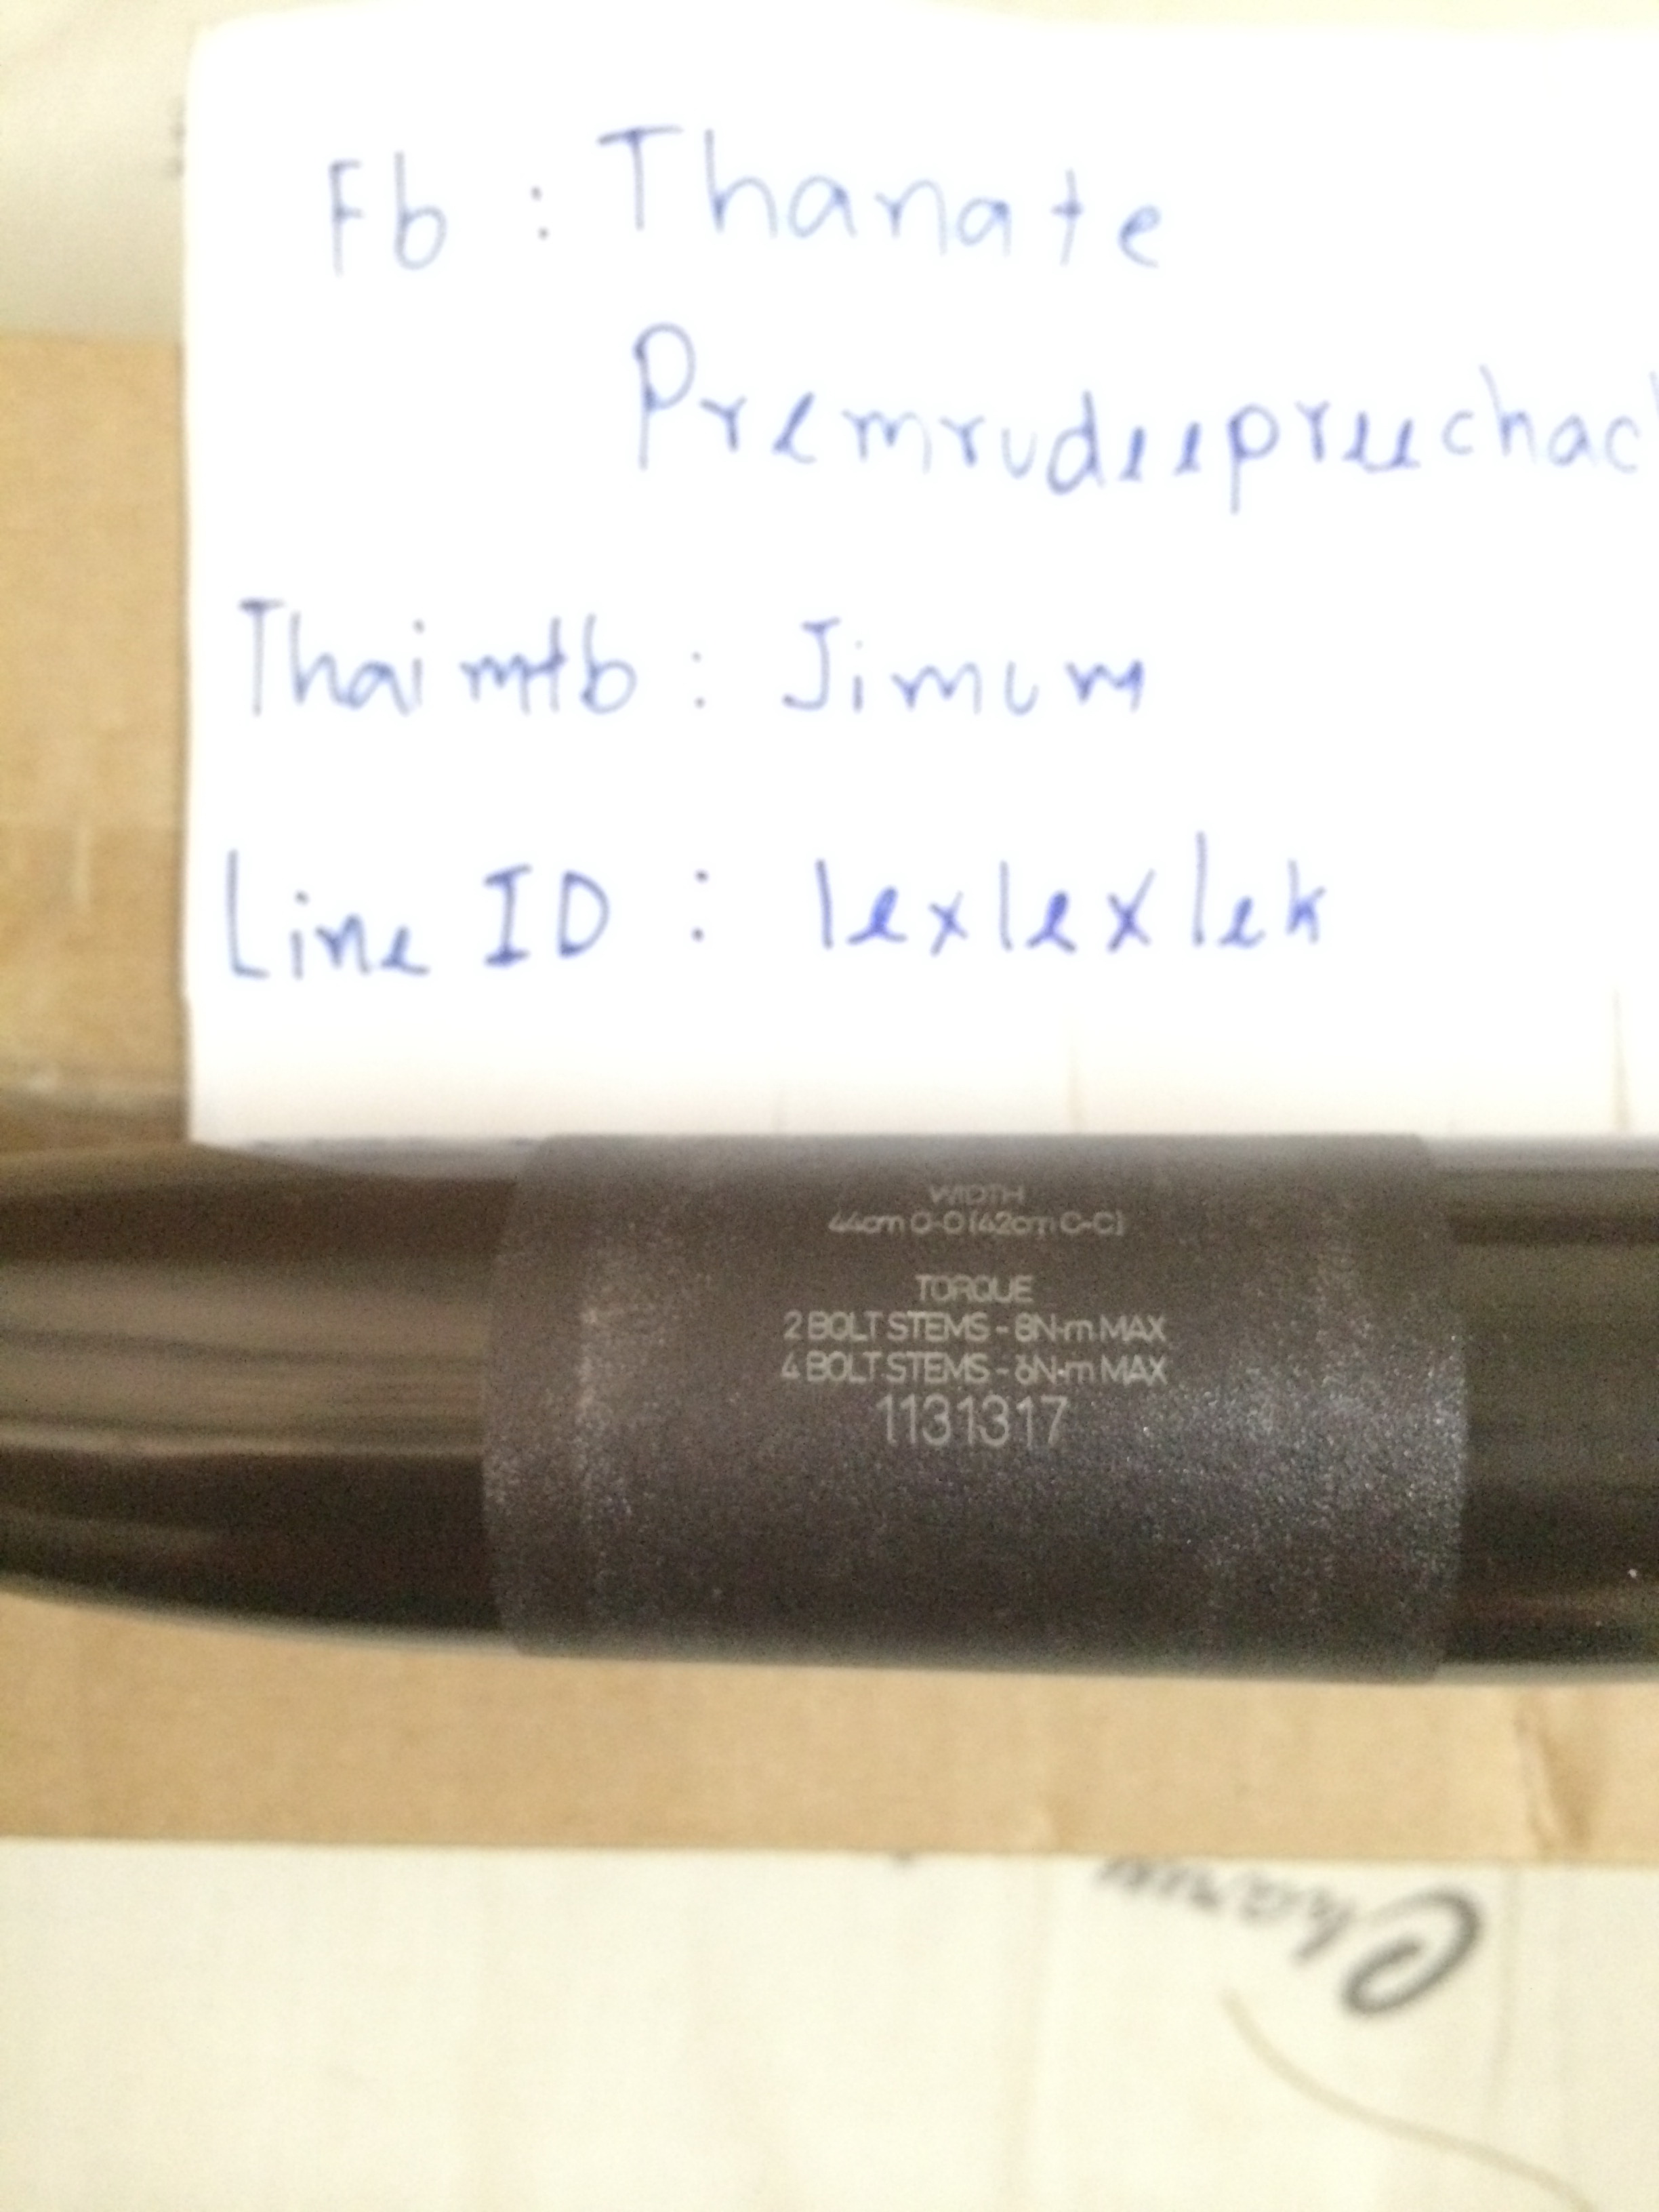 Fb : Thanate
Premrudeepreechac
Thaimtb : Jimum
Line ID : lexlexlek
WIDTH
44cm O-O (42cm C-C)
TORQUE
2 BOLT STEMS - 8N·m MAX
4 BOLT STEMS - 6N·m MAX
1131317